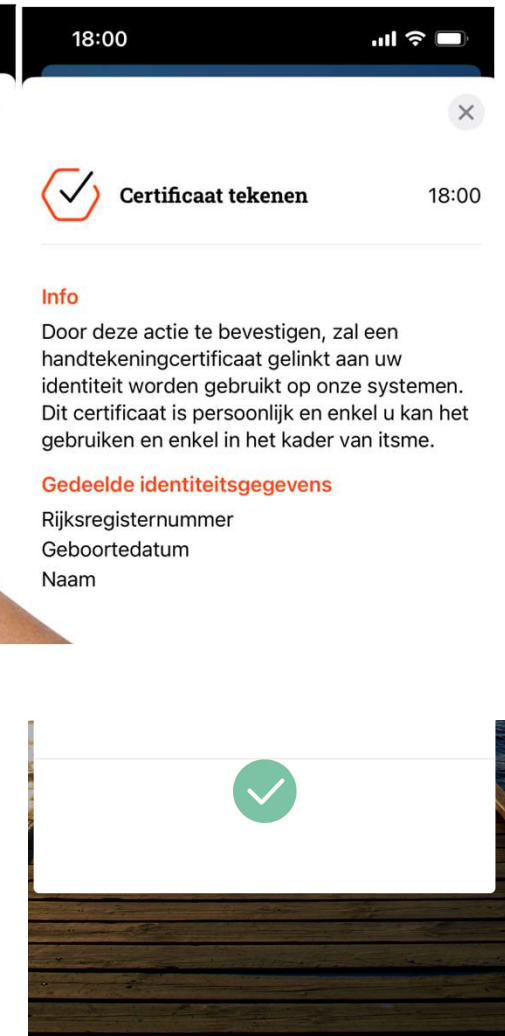 18:00
Certificaat tekenen 18:00
Info
Door deze actie te bevestigen, zal een
handtekeningcertificaat gelinkt aan uw
identiteit worden gebruikt op onze systemen.
Dit certificaat is persoonlijk en enkel u kan het
gebruiken en enkel in het kader van itsme.
Gedeelde identiteitsgegevens
Rijksregisternummer
Geboortedatum
Naam